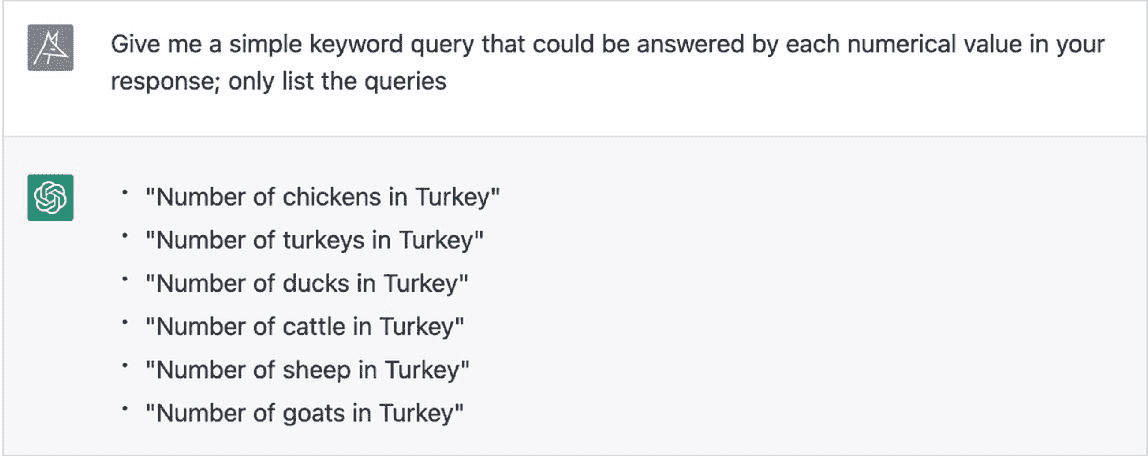 Give me a simple keyword query that could be answered by each numerical value in your
response; only list the queries
• "Number of chickens in Turkey"
• "Number of turkeys in Turkey"
• "Number of ducks in Turkey"
• "Number of cattle in Turkey"
• "Number of sheep in Turkey"
• "Number of goats in Turkey"